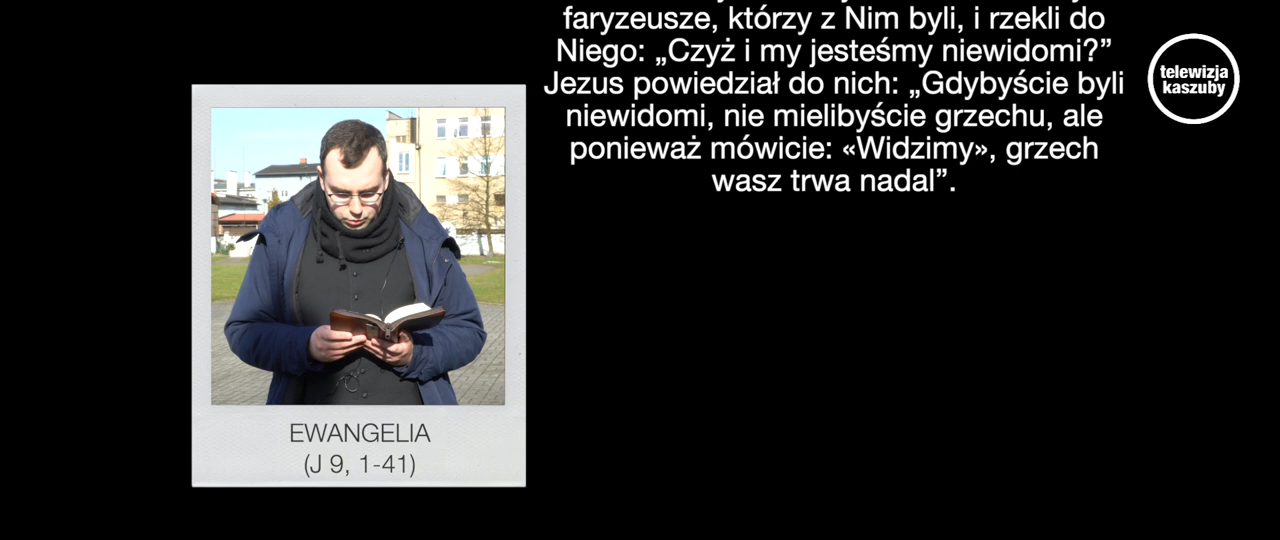 faryzeusze, którzy z Nim byli, i rzekli do
Niego: „Czyż i my jesteśmy niewidomi?”
Jezus powiedział do nich: „Gdybyście byli
niewidomi, nie mielibyście grzechu, ale
ponieważ mówicie: «Widzimy», grzech
wasz trwa nadal”.
telewizja
kaszuby
EWANGELIA
(J 9, 1-41)